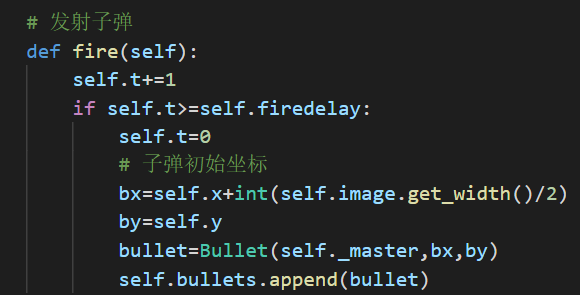 # 发射子弹
def fire(self):
    self.t+=1
    if self.t>=self.firedelay:
        self.t=0
        # 子弹初始坐标
        bx=self.x+int(self.image.get_width()/2)
        by=self.y
        bullet=Bullet(self._master,bx,by)
        self.bullets.append(bullet)